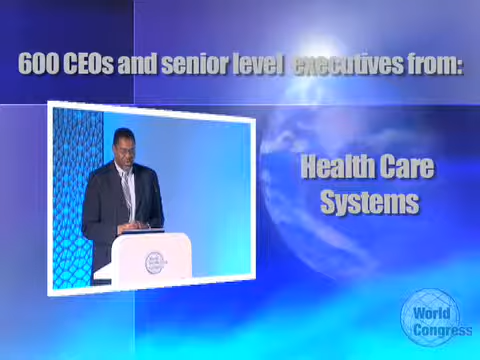 600 CEOs and senior level executives from:
Health Care
Systems
World
Congress